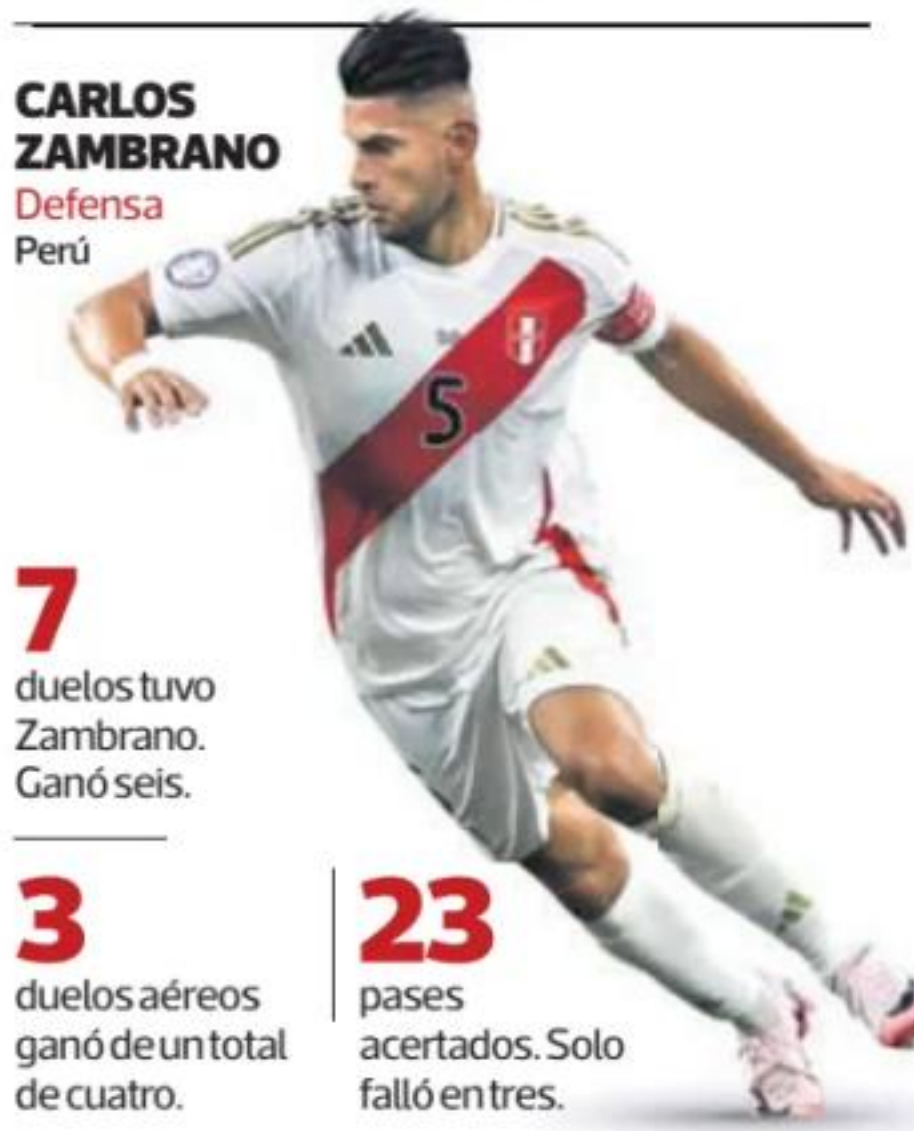 CARLOS
ZAMBRANO
Defensa
Perú
5
7
duelos tuvo
Zambrano.
Ganó seis.
3
duelos aéreos
ganó de un total
de cuatro.
23
pases
acertados. Solo
falló en tres.